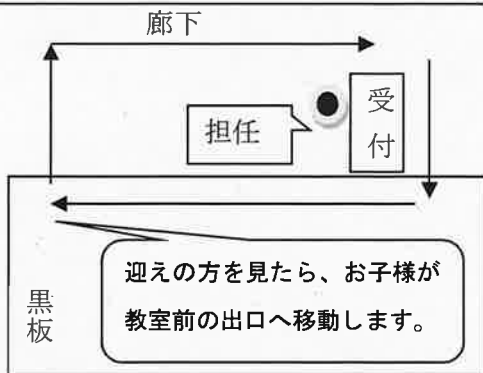 廊下
担任
受付
迎えの方を見たら、お子様が
教室前の出口へ移動します。
黒板